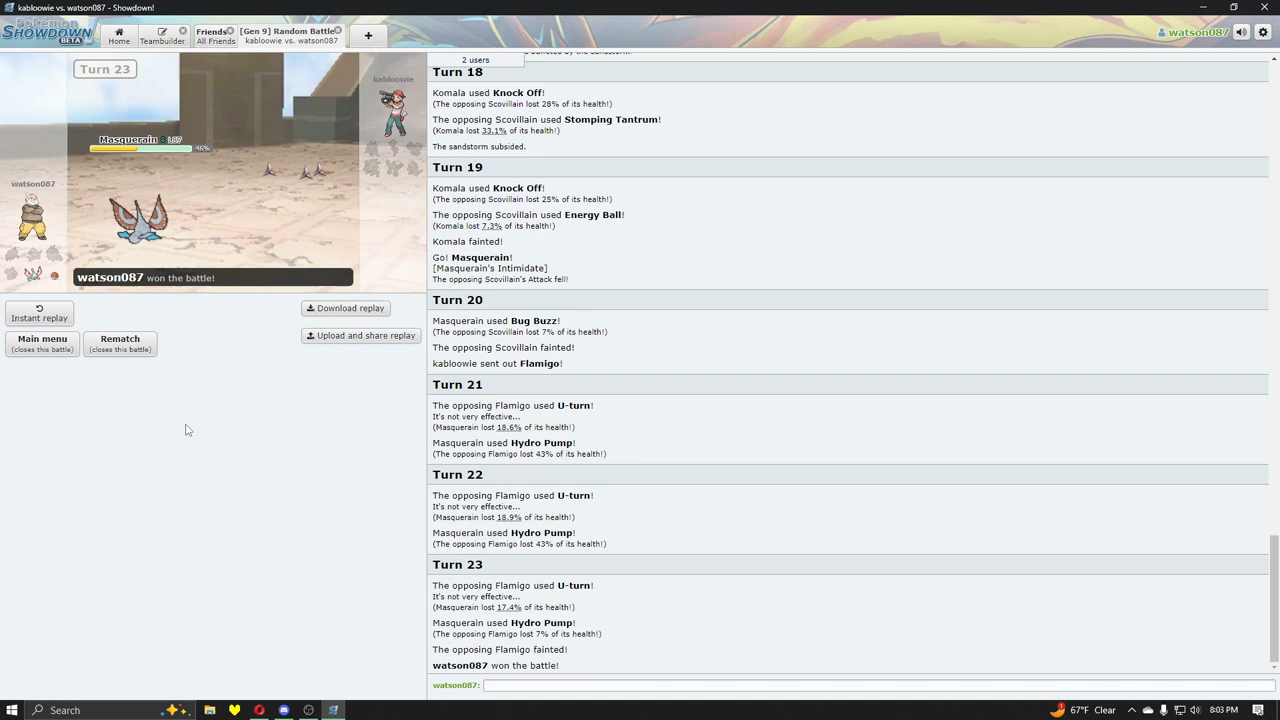 kabloowie vs. watson087 - Showdown!
Pokémon
SHOWDOWN
BETA
Home
Teambuilder
Friends
All Friends
[Gen 9] Random Battle
kabloowie vs. watson087
+
watson087
Turn 23
kabloowie
Masquerain L87
46%
watson087
watson087 won the battle!
Instant replay
Download replay
Main menu
(closes this battle)
Rematch
(closes this battle)
Upload and share replay
2 users
buffeted by the sandstorm.
Turn 18
Komala used Knock Off!
(The opposing Scovillain lost 28% of its health!)
The opposing Scovillain used Stomping Tantrum!
(Komala lost 33.1% of its health!)
The sandstorm subsided.
Turn 19
Komala used Knock Off!
(The opposing Scovillain lost 25% of its health!)
The opposing Scovillain used Energy Ball!
(Komala lost 7.3% of its health!)
Komala fainted!
Go! Masquerain!
[Masquerain's Intimidate]
The opposing Scovillain's Attack fell!
Turn 20
Masquerain used Bug Buzz!
(The opposing Scovillain lost 7% of its health!)
The opposing Scovillain fainted!
kabloowie sent out Flamigo!
Turn 21
The opposing Flamigo used U-turn!
It's not very effective...
(Masquerain lost 18.6% of its health!)
Masquerain used Hydro Pump!
(The opposing Flamigo lost 43% of its health!)
Turn 22
The opposing Flamigo used U-turn!
It's not very effective...
(Masquerain lost 18.9% of its health!)
Masquerain used Hydro Pump!
(The opposing Flamigo lost 43% of its health!)
Turn 23
The opposing Flamigo used U-turn!
It's not very effective...
(Masquerain lost 17.4% of its health!)
Masquerain used Hydro Pump!
(The opposing Flamigo lost 7% of its health!)
The opposing Flamigo fainted!
watson087 won the battle!
watson087:
Search
67°F Clear
8:03 PM